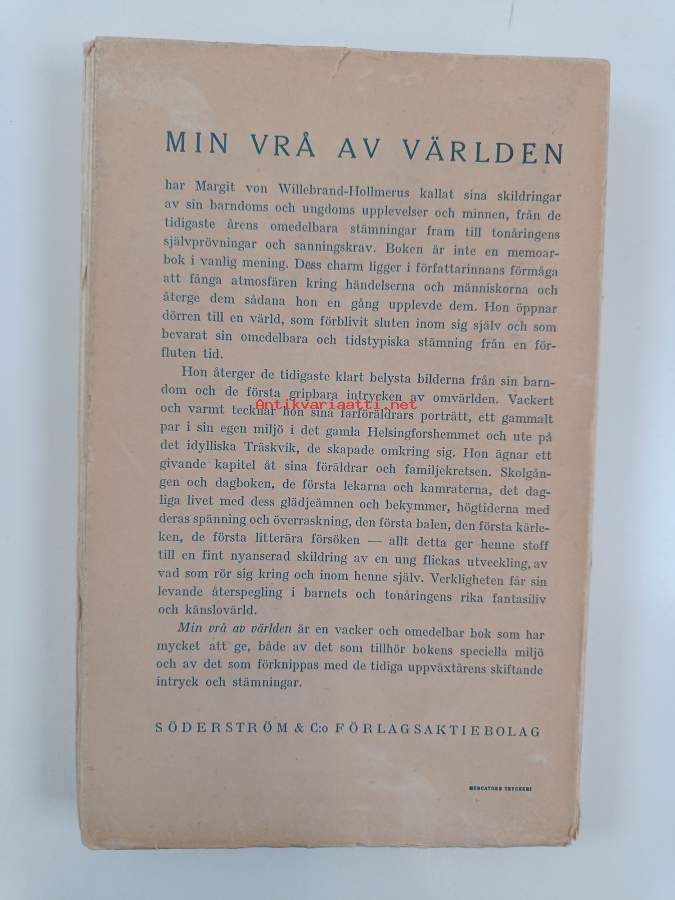 MIN VRÅ AV VÄRLDEN
har Margit von Willebrand-Hollmerus kallat sina skildringar
av sin barndoms och ungdoms upplevelser och minnen, från de
tidigaste årens omedelbara stämningar fram till tonåringens
självprövningar och sanningskrav. Boken är inte en memoar-
bok i vanlig mening. Dess charm ligger i författarinnans förmåga
att fånga atmosfären kring händelserna och människorna och
återge dem sådana hon en gång upplevde dem. Hon öppnar
dörren till en värld, som förblivit sluten inom sig själv och som
bevarat sin omedelbara och tidstypiska stämning från en för-
fluten tid.
Hon återger de tidigaste klart belysta bilderna från sin barn-
dom och de första gripbara intrycken av omvärlden. Vackert
Antikvariaatti.net
och varmt tecknar hon sina farföräldrars porträtt, ett gammalt
par i sin egen miljö i det gamla Helsingforshemmet och ute på
det idylliska Träskvik, de skapade omkring sig. Hon ägnar ett
givande kapitel åt sina föräldrar och familjekretsen. Skolgån-
gen och dagboken, de första lekarna och kamraterna, det dag-
liga livet med dess glädjeämnen och bekymmer, högtiderna med
deras spänning och överraskning, den första balen, den första kärle-
ken, de första litterära försöken — allt detta ger henne stoff
till en fint nyanserad skildring av en ung flickas utveckling, av
vad som rör sig kring och inom henne själv. Verkligheten får sin
levande återspegling i barnets och tonåringens rika fantasiliv
och känslovärld.
Min vrå av världen är en vacker och omedelbar bok som har
mycket att ge, både av det som tillhör bokens speciella miljö
och av det som förknippas med de tidiga uppväxtårens skiftande
intryck och stämningar.
SÖDERSTRÖM & C:o FÖRLAGSAKTIEBOLAG
MERCATORS TRYCKERI